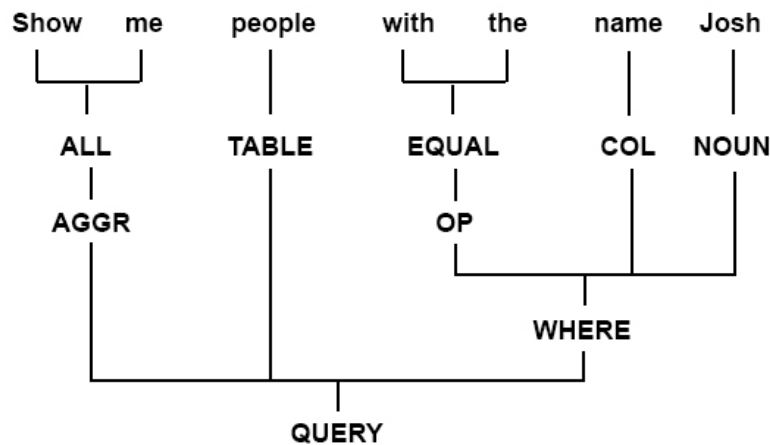 Show me people with the name Josh
ALL TABLE EQUAL COL NOUN
AGGR OP
WHERE
QUERY